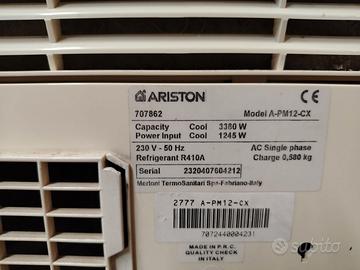 ARISTON CE
707862 Model A-PM12-CX
Capacity Cool 3380 W
Power Input Cool 1245 W
230 V - 50 Hz AC Single phase
Refrigerant R410A Charge 0,580 kg
Serial 2320407604212
Merloni TermoSanitari Spa-Fabriano-Italy
2777 A-PM12-CX
7072440004231
MADE IN P.R.C.
QUALITY CHECK
IN ITALY
subito